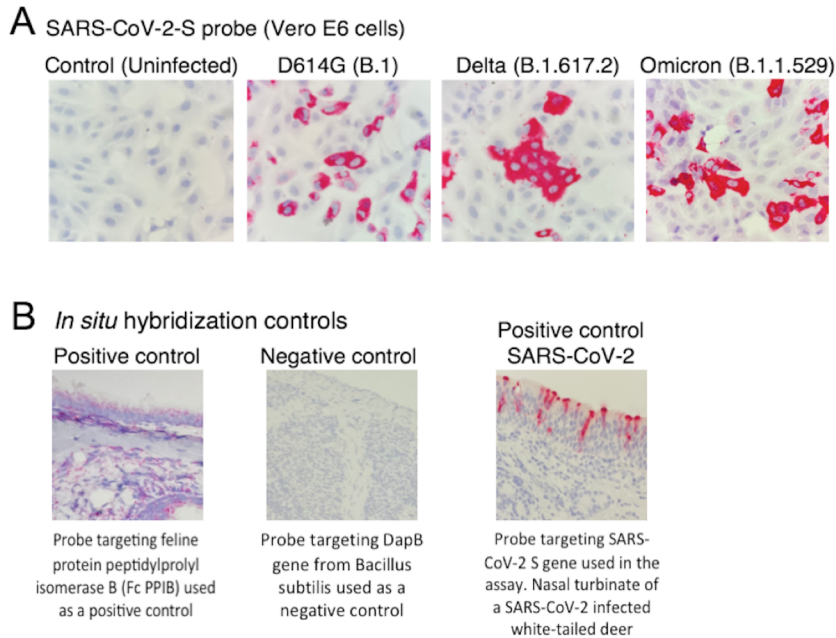 A SARS-CoV-2-S probe (Vero E6 cells)
Control (Uninfected) D614G (B.1) Delta (B.1.617.2) Omicron (B.1.1.529)
B In situ hybridization controls
Positive control
Negative control
Positive control
SARS-CoV-2
Probe targeting feline
protein peptidylprolyl
isomerase B (Fc PPIB) used
as a positive control
Probe targeting DapB
gene from Bacillus
subtilis used as a
negative control
Probe targeting SARS-
CoV-2 S gene used in the
assay. Nasal turbinate of
a SARS-CoV-2 infected
white-tailed deer